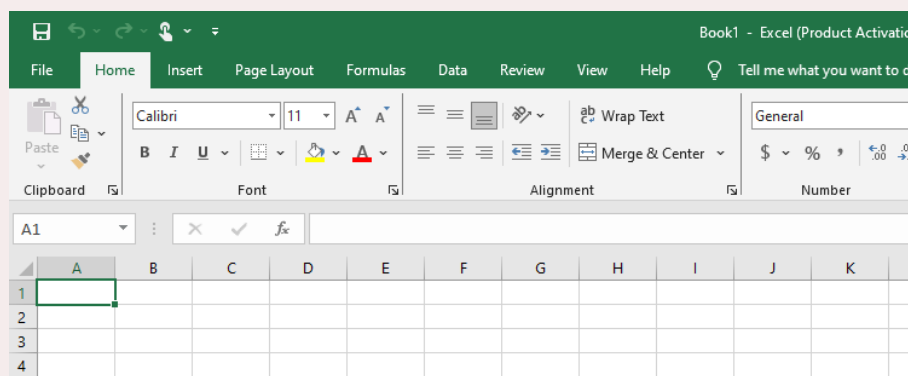 Book1 - Excel (Product Activatio
File Home Insert Page Layout Formulas Data Review View Help Tell me what you want to d
Calibri 11 A A ab c Wrap Text General
Paste B I U A Merge & Center $ % , .00
Clipboard Font Alignment Number
A1 fx
A B C D E F G H I J K
1
2
3
4